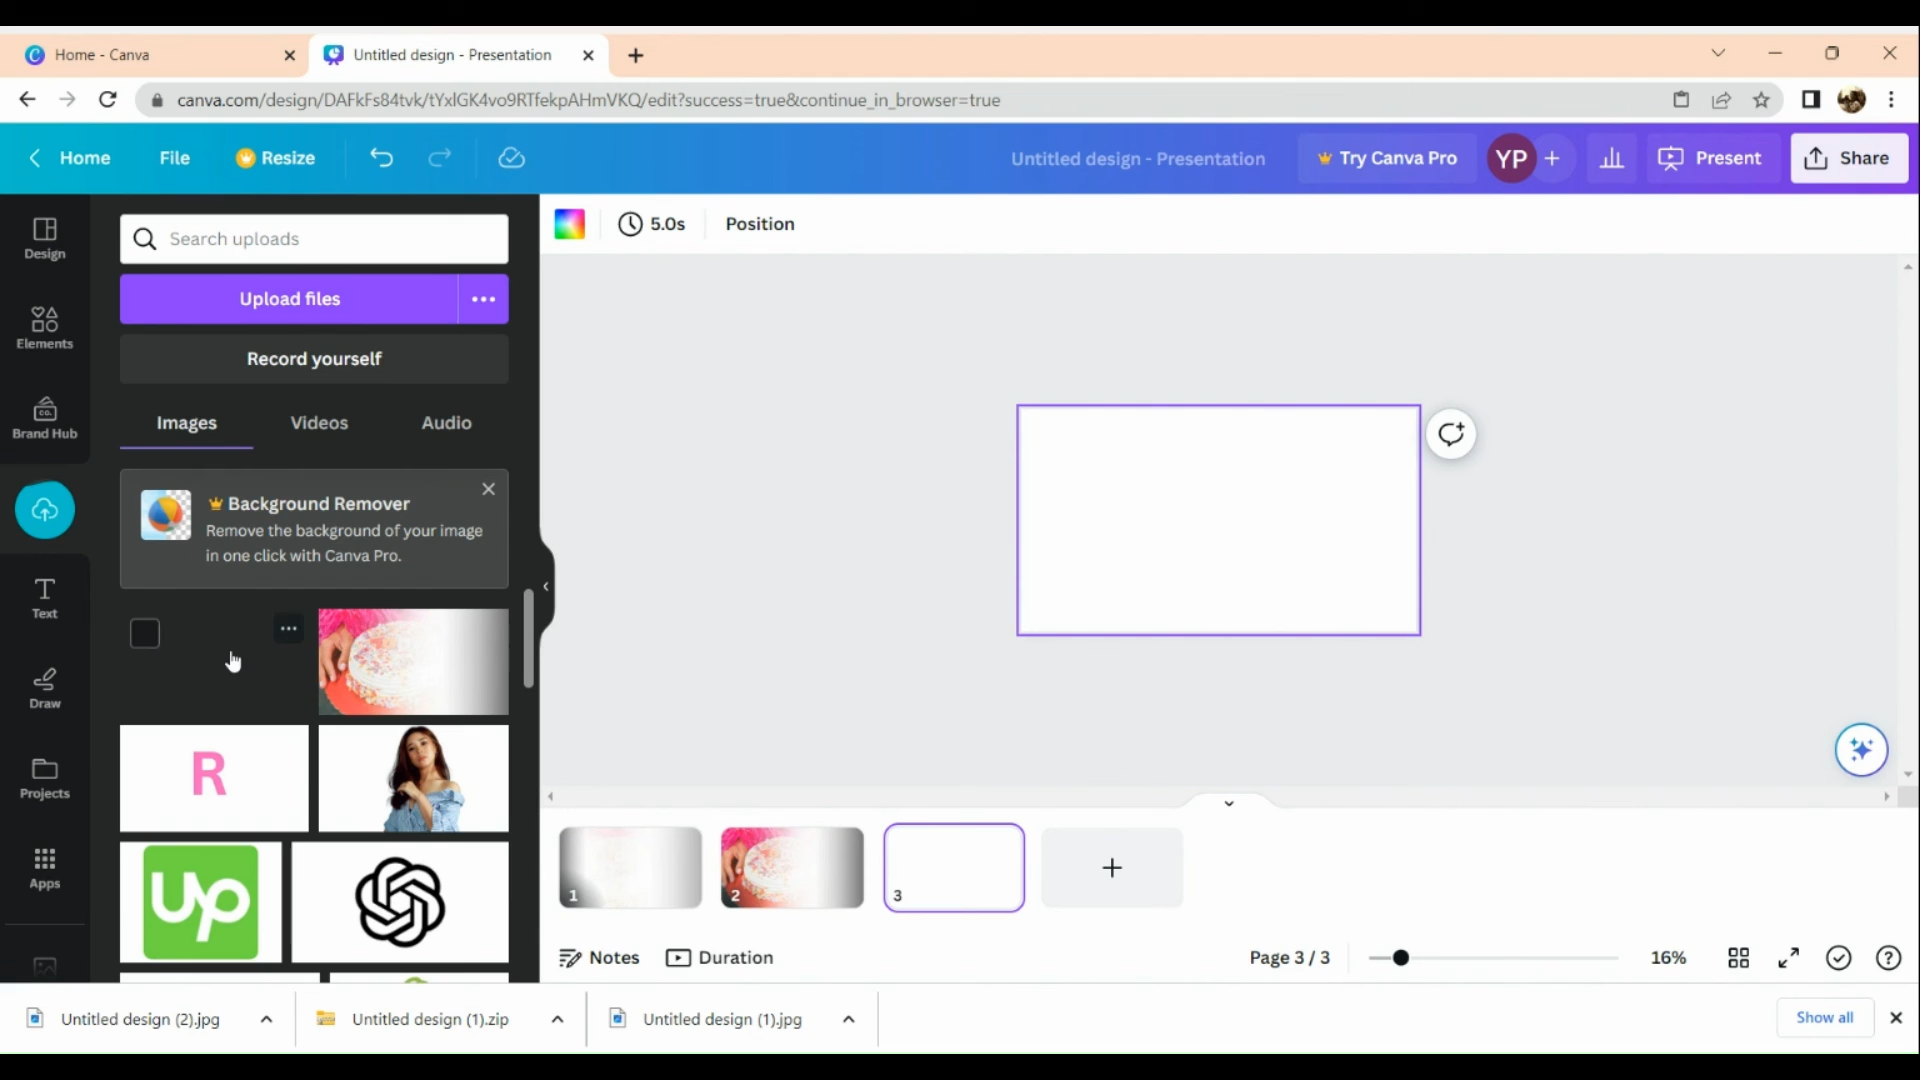 Home - Canva
Untitled design - Presentation
canva.com/design/DAFkFs84tvk/tYxlGK4vo9RTfekpAHmVKQ/edit?success=true&continue_in_browser=true
Home
File
Resize
Untitled design - Presentation
Try Canva Pro
YP
Present
Share
Design
Elements
CO.
Brand Hub
Text
Draw
Projects
Apps
Search uploads
Upload files
Record yourself
Images
Videos
Audio
Background Remover
Remove the background of your image
in one click with Canva Pro.
R
up
5.0s
Position
1
2
3
Notes
Duration
Page 3 / 3
16%
Untitled design (2).jpg
Untitled design (1).zip
Untitled design (1).jpg
Show all